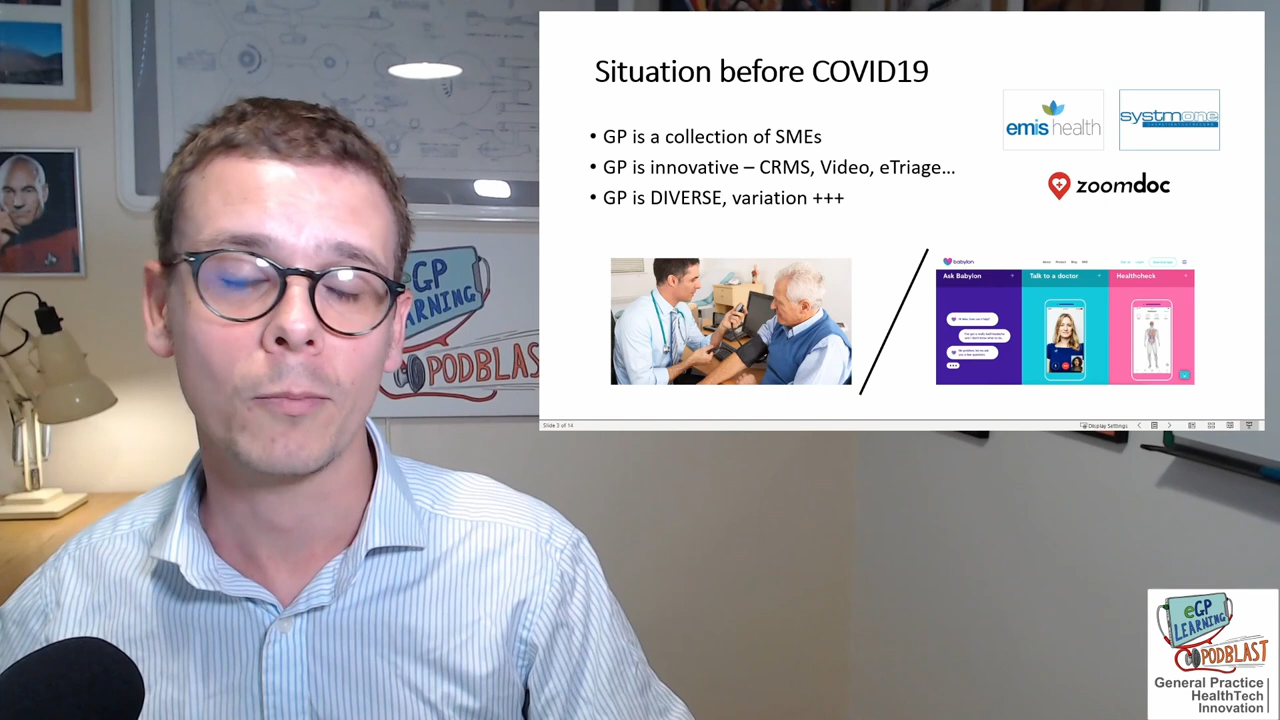 Situation before COVID19
• GP is a collection of SMEs
• GP is innovative – CRMS, Video, eTriage...
• GP is DIVERSE, variation +++
emis health
systmone
zoomdoc
babylon
Ask Babylon
Talk to a doctor
Healthcheck
Slide 3 of 14
Display Settings
eGP
LEARNING
PODBLAST
eGP
LEARNING
PODBLAST
General Practice
HealthTech
Innovation